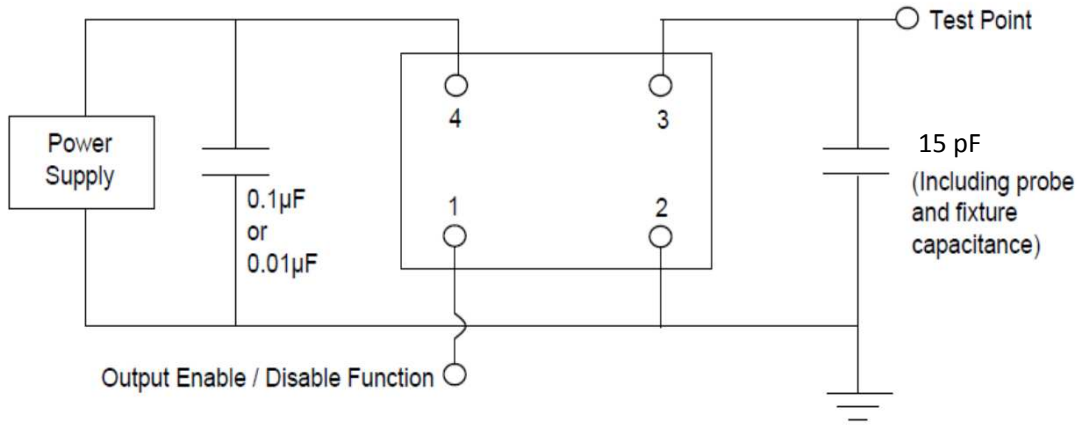 Test Point
4
3
Power
Supply
15 pF
(Including probe
and fixture
capacitance)
0.1µF
or
0.01µF
1
2
Output Enable / Disable Function